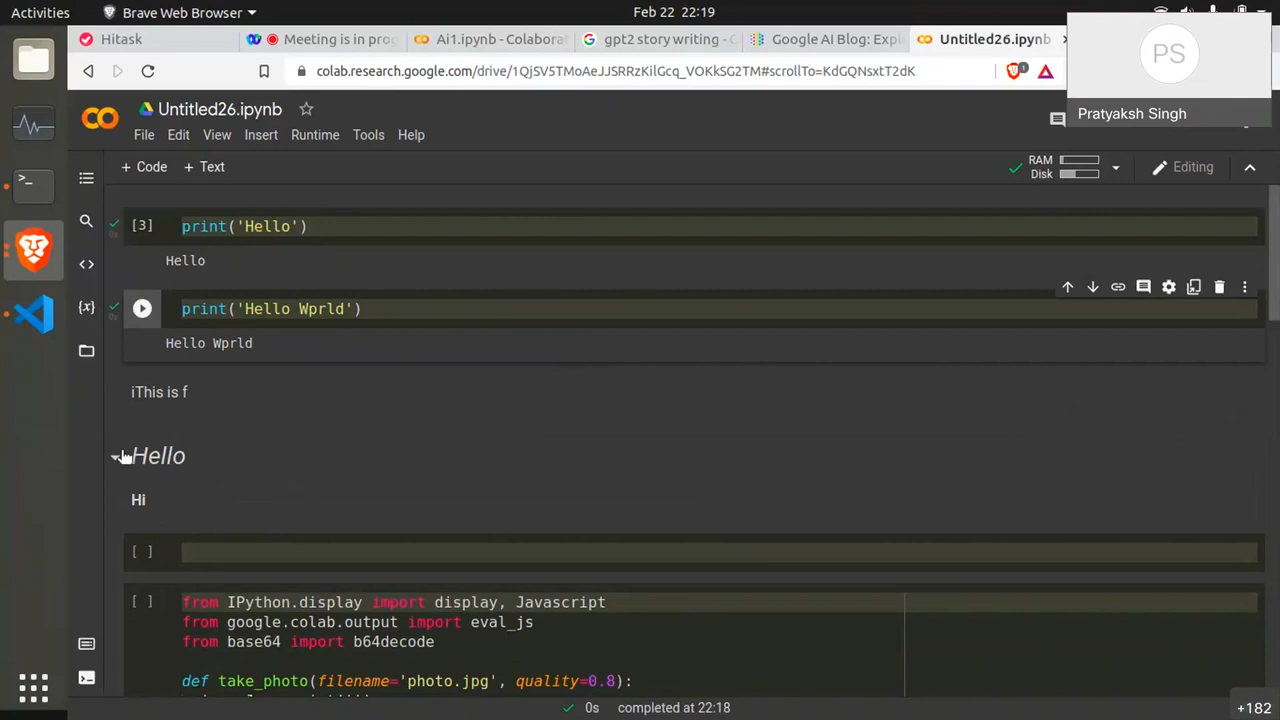 Activities Brave Web Browser Feb 22 22:19
Hitask Meeting is in prog Ai1.ipynb - Colabora gpt2 story writing - G Google AI Blog: Expl Untitled26.ipynb
colab.research.google.com/drive/1QjSV5TMoAeJJSRRzKilGcq_VOKkSG2TM#scrollTo=KdGQNsxtT2dK 1
PS
Pratyaksh Singh
CO Untitled26.ipynb
File Edit View Insert Runtime Tools Help
+ Code + Text RAM Disk Editing
[3] print('Hello')
0s
Hello
print('Hello Wprld')
0s
Hello Wprld
iThis is f
Hello
Hi
[ ]
[ ] from IPython.display import display, Javascript
from google.colab.output import eval_js
from base64 import b64decode
def take_photo(filename='photo.jpg', quality=0.8):
0s completed at 22:18
+182